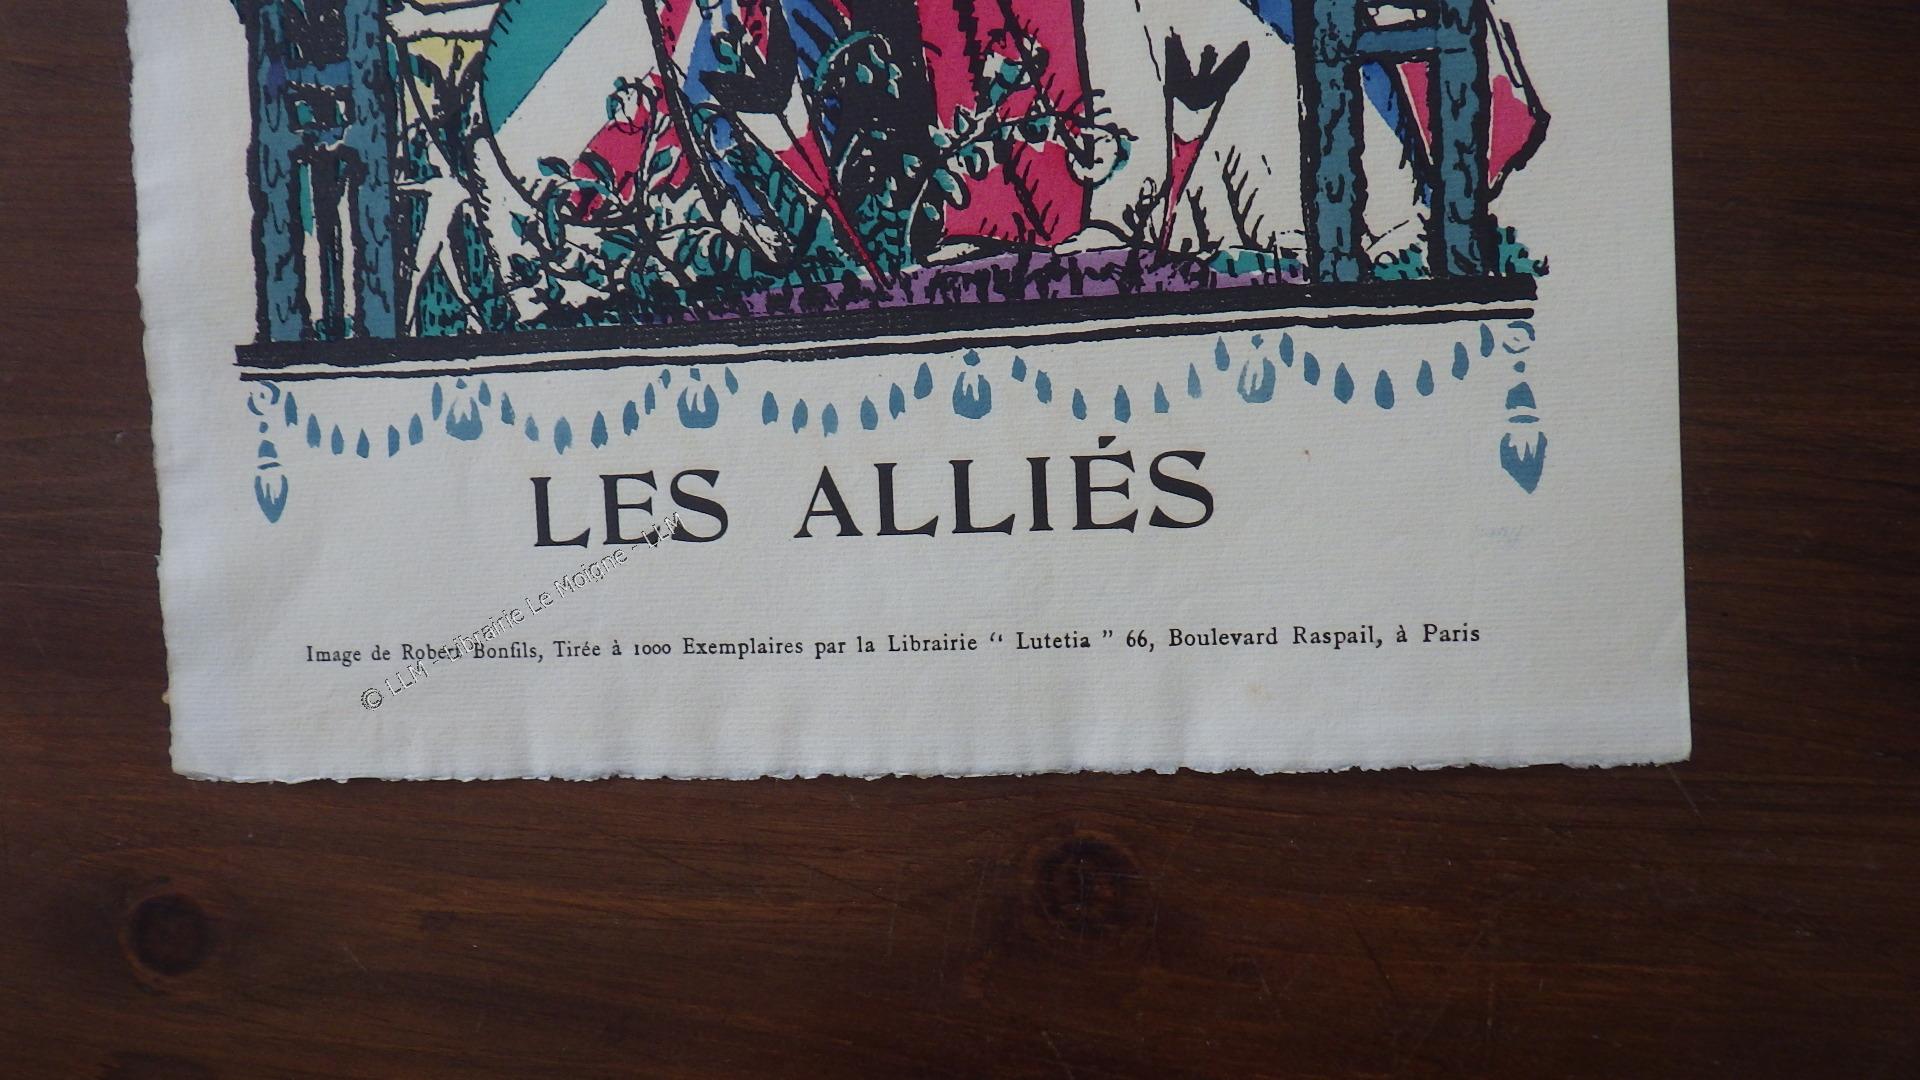 LES ALLIÉS
Image de Robert Bonfils, Tirée à 1000 Exemplaires par la Librairie “ Lutetia ” 66, Boulevard Raspail, à Paris
© LLM - Librairie Le Moigne - LLM